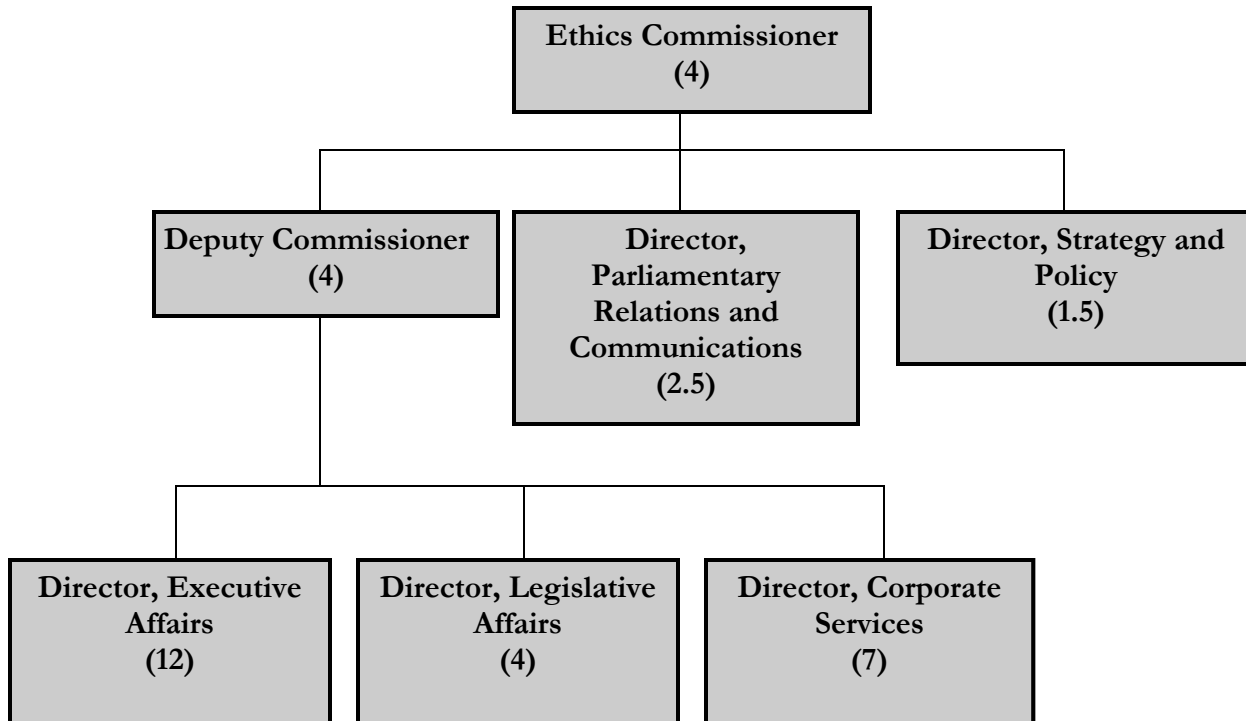 Ethics Commissioner
(4)
Deputy Commissioner
(4)
Director,
Parliamentary
Relations and
Communications
(2.5)
Director, Strategy and
Policy
(1.5)
Director, Executive
Affairs
(12)
Director, Legislative
Affairs
(4)
Director, Corporate
Services
(7)